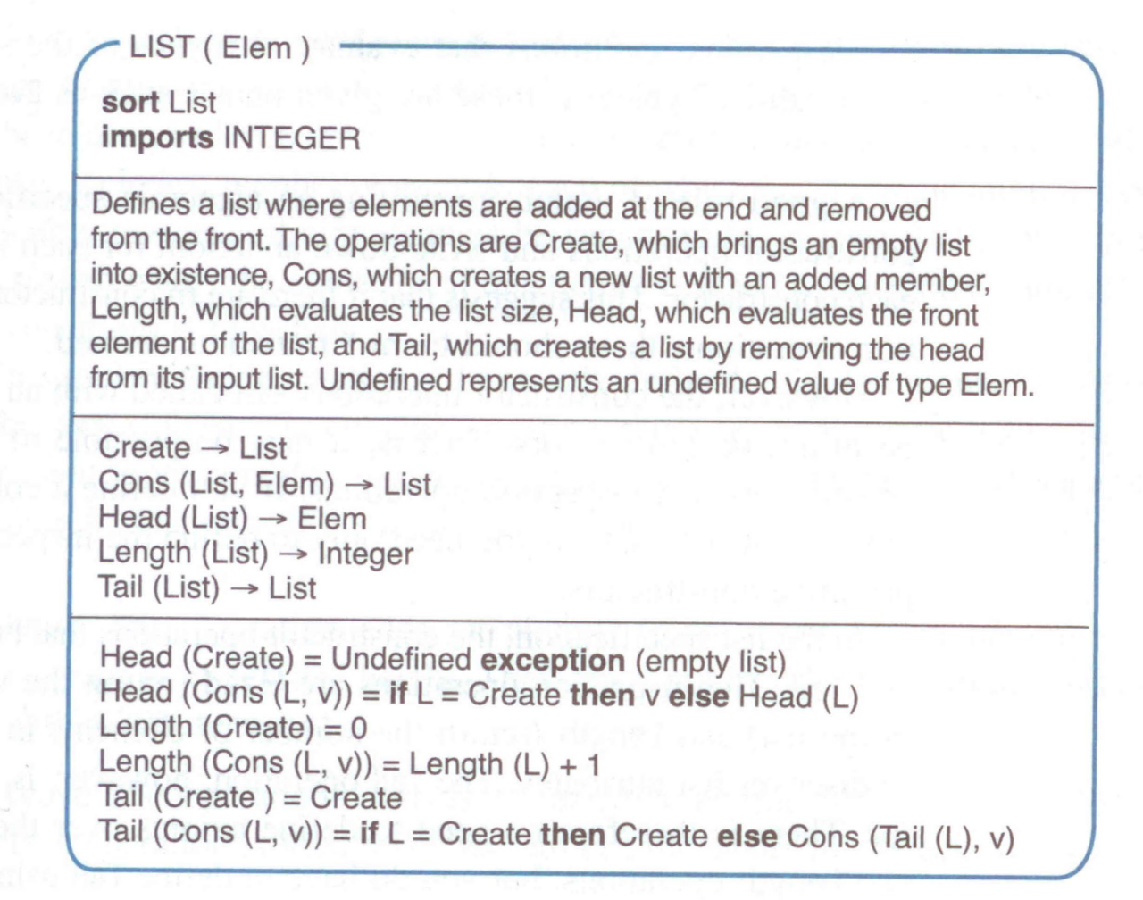 LIST ( Elem )
sort List
imports INTEGER
Defines a list where elements are added at the end and removed
from the front. The operations are Create, which brings an empty list
into existence, Cons, which creates a new list with an added member,
Length, which evaluates the list size, Head, which evaluates the front
element of the list, and Tail, which creates a list by removing the head
from its input list. Undefined represents an undefined value of type Elem.
Create → List
Cons (List, Elem) → List
Head (List) → Elem
Length (List) → Integer
Tail (List) → List
Head (Create) = Undefined exception (empty list)
Head (Cons (L, v)) = if L = Create then v else Head (L)
Length (Create) = 0
Length (Cons (L, v)) = Length (L) + 1
Tail (Create ) = Create
Tail (Cons (L, v)) = if L = Create then Create else Cons (Tail (L), v)